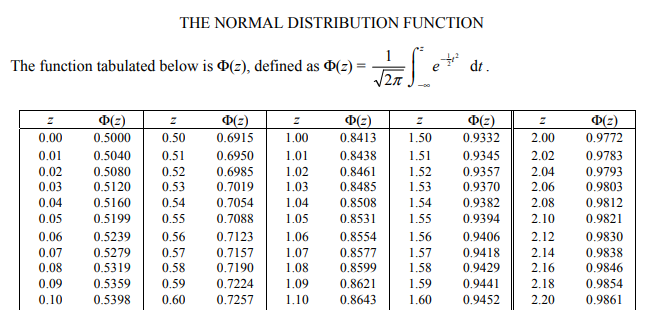 THE NORMAL DISTRIBUTION FUNCTION
The function tabulated below is Φ(z), defined as Φ(z) = 1/√2π ∫_{-∞}^{z} e^{-½t²} dt .
z Φ(z) z Φ(z) z Φ(z) z Φ(z) z Φ(z)
0.00 0.5000 0.50 0.6915 1.00 0.8413 1.50 0.9332 2.00 0.9772
0.01 0.5040 0.51 0.6950 1.01 0.8438 1.51 0.9345 2.02 0.9783
0.02 0.5080 0.52 0.6985 1.02 0.8461 1.52 0.9357 2.04 0.9793
0.03 0.5120 0.53 0.7019 1.03 0.8485 1.53 0.9370 2.06 0.9803
0.04 0.5160 0.54 0.7054 1.04 0.8508 1.54 0.9382 2.08 0.9812
0.05 0.5199 0.55 0.7088 1.05 0.8531 1.55 0.9394 2.10 0.9821
0.06 0.5239 0.56 0.7123 1.06 0.8554 1.56 0.9406 2.12 0.9830
0.07 0.5279 0.57 0.7157 1.07 0.8577 1.57 0.9418 2.14 0.9838
0.08 0.5319 0.58 0.7190 1.08 0.8599 1.58 0.9429 2.16 0.9846
0.09 0.5359 0.59 0.7224 1.09 0.8621 1.59 0.9441 2.18 0.9854
0.10 0.5398 0.60 0.7257 1.10 0.8643 1.60 0.9452 2.20 0.9861